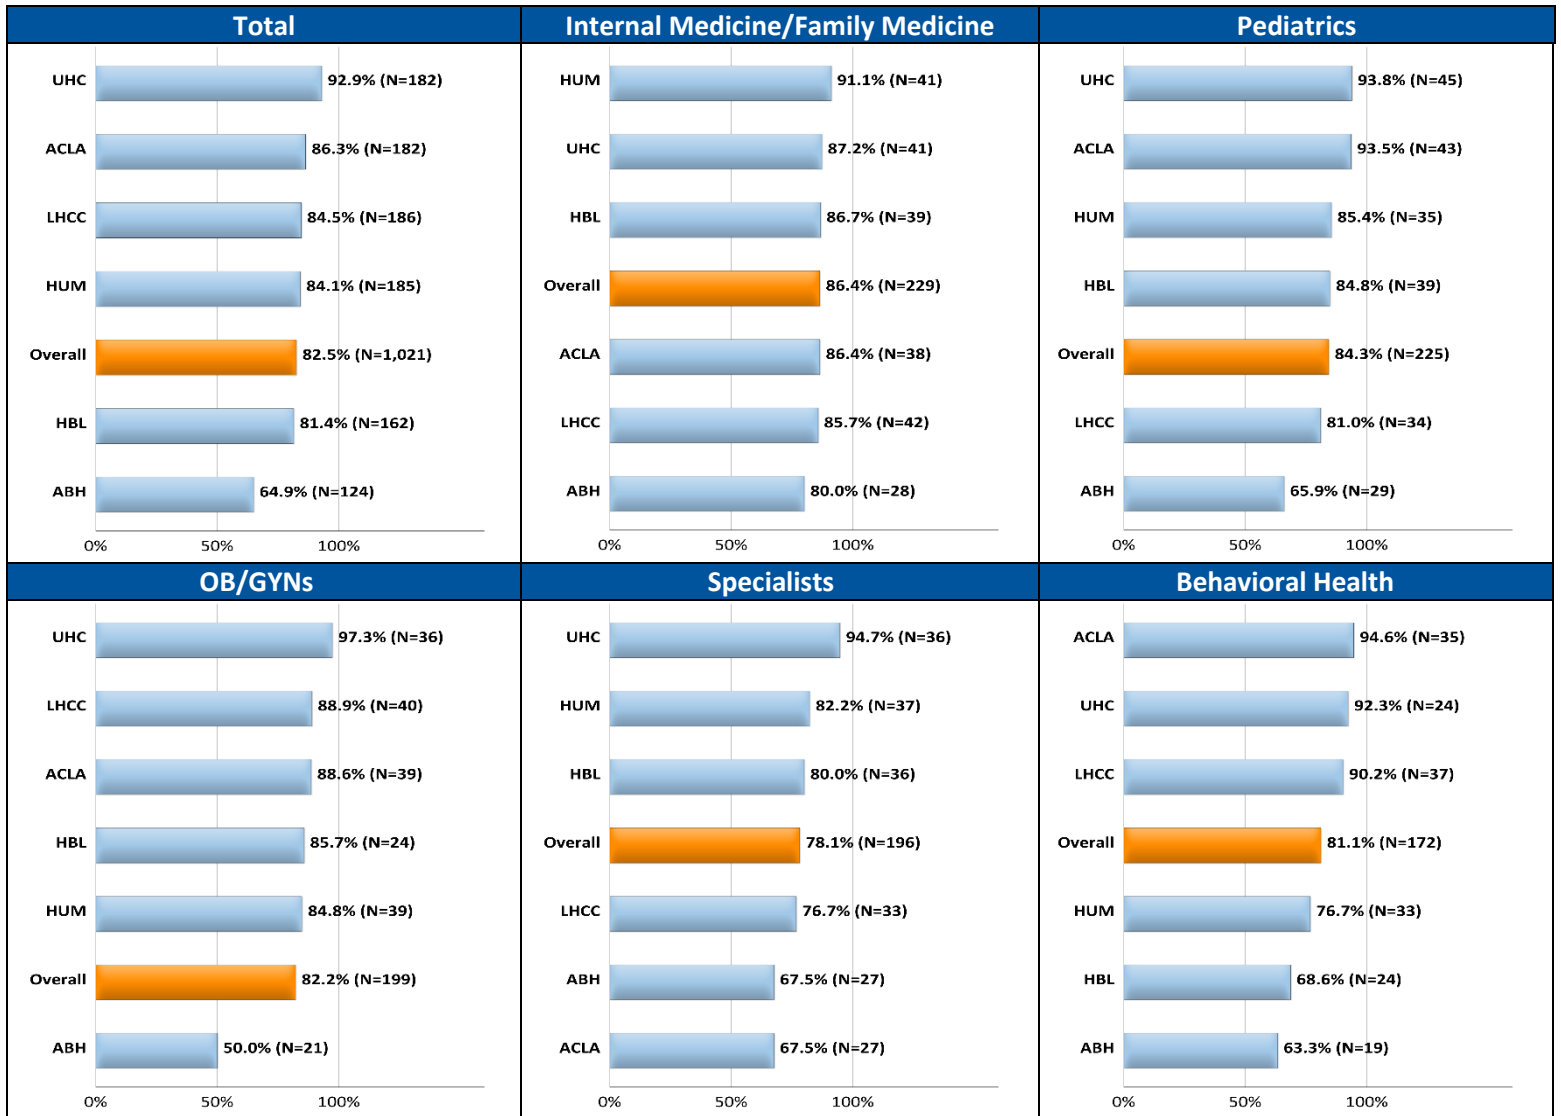 Total
UHC 92.9% (N=182)
ACLA 86.3% (N=182)
LHCC 84.5% (N=186)
HUM 84.1% (N=185)
Overall 82.5% (N=1,021)
HBL 81.4% (N=162)
ABH 64.9% (N=124)
0% 50% 100%
Internal Medicine/Family Medicine
HUM 91.1% (N=41)
UHC 87.2% (N=41)
HBL 86.7% (N=39)
Overall 86.4% (N=229)
ACLA 86.4% (N=38)
LHCC 85.7% (N=42)
ABH 80.0% (N=28)
0% 50% 100%
Pediatrics
UHC 93.8% (N=45)
ACLA 93.5% (N=43)
HUM 85.4% (N=35)
HBL 84.8% (N=39)
Overall 84.3% (N=225)
LHCC 81.0% (N=34)
ABH 65.9% (N=29)
0% 50% 100%
OB/GYNs
UHC 97.3% (N=36)
LHCC 88.9% (N=40)
ACLA 88.6% (N=39)
HBL 85.7% (N=24)
HUM 84.8% (N=39)
Overall 82.2% (N=199)
ABH 50.0% (N=21)
0% 50% 100%
Specialists
UHC 94.7% (N=36)
HUM 82.2% (N=37)
HBL 80.0% (N=36)
Overall 78.1% (N=196)
LHCC 76.7% (N=33)
ABH 67.5% (N=27)
ACLA 67.5% (N=27)
0% 50% 100%
Behavioral Health
ACLA 94.6% (N=35)
UHC 92.3% (N=24)
LHCC 90.2% (N=37)
Overall 81.1% (N=172)
HUM 76.7% (N=33)
HBL 68.6% (N=24)
ABH 63.3% (N=19)
0% 50% 100%